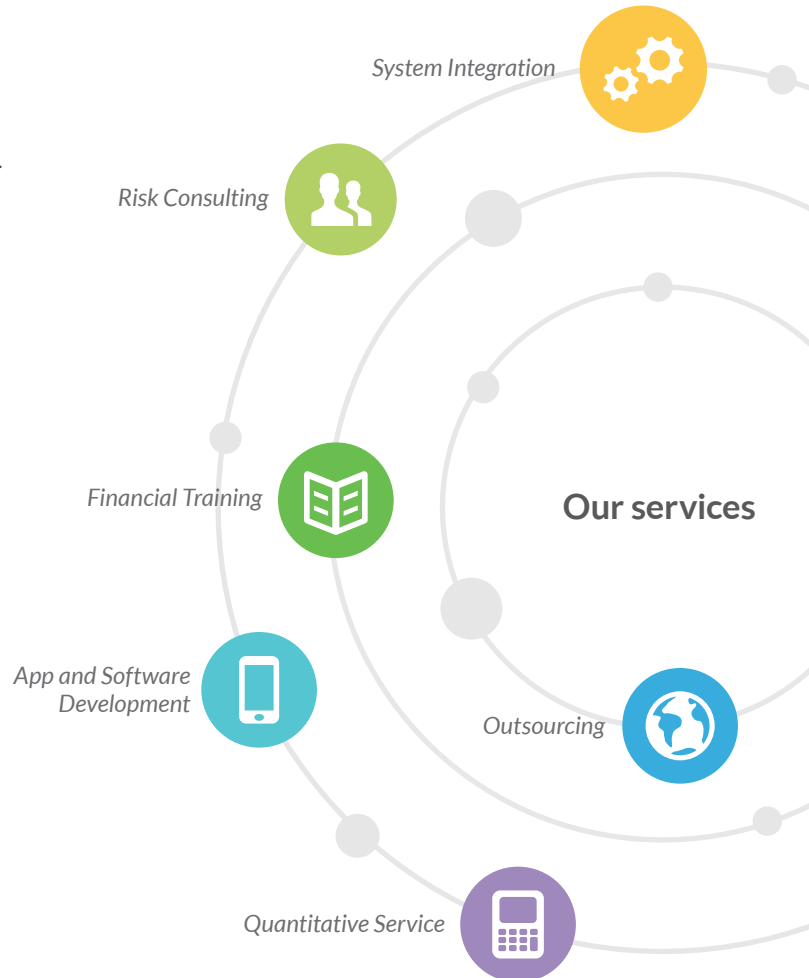 System Integration
Risk Consulting
Financial Training
Our services
App and Software
Development
Outsourcing
Quantitative Service